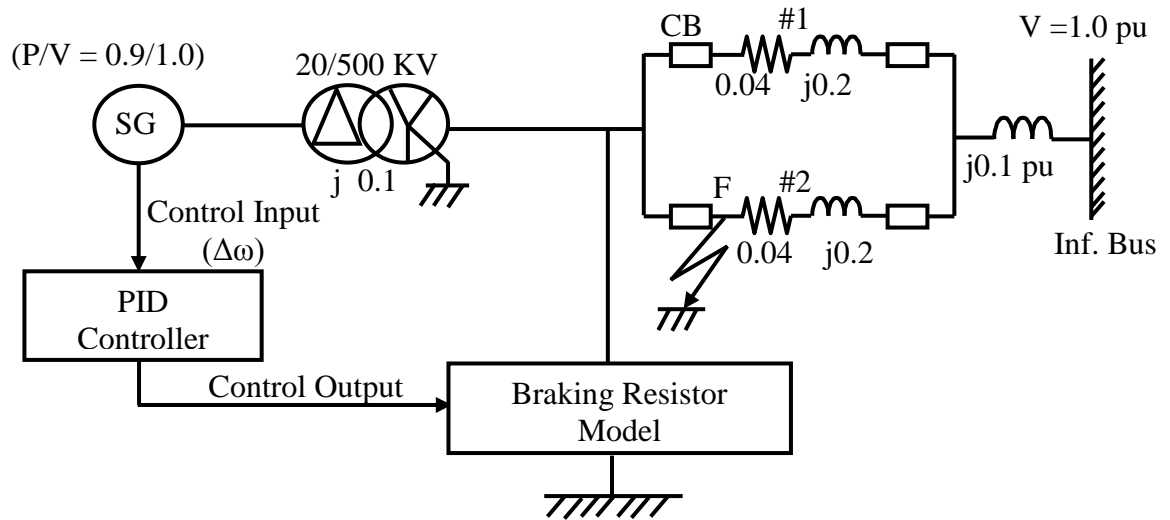 (P/V = 0.9/1.0)
SG
20/500 KV
j 0.1
CB
#1
0.04
j0.2
V =1.0 pu
j0.1 pu
F
#2
0.04
j0.2
Inf. Bus
Control Input
(Δω)
PID
Controller
Control Output
Braking Resistor
Model